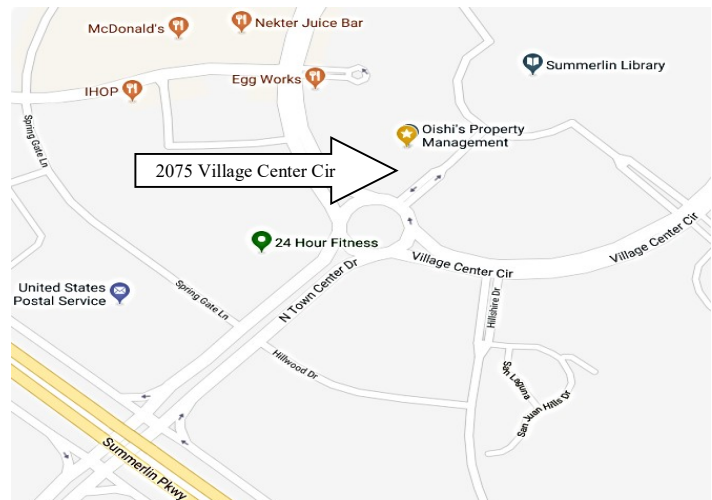 McDonald's
Nekter Juice Bar
Summerlin Library
Egg Works
IHOP
Spring Gate Ln
Oishi's Property
Management
2075 Village Center Cir
24 Hour Fitness
Village Center Cir
Village Center Cir
N Town Center Dr
United States
Postal Service
Spring Gate Ln
Hillshire Dr
Hillwood Dr
San Laguna
San Juan Hills Dr
Summerlin Pkwy